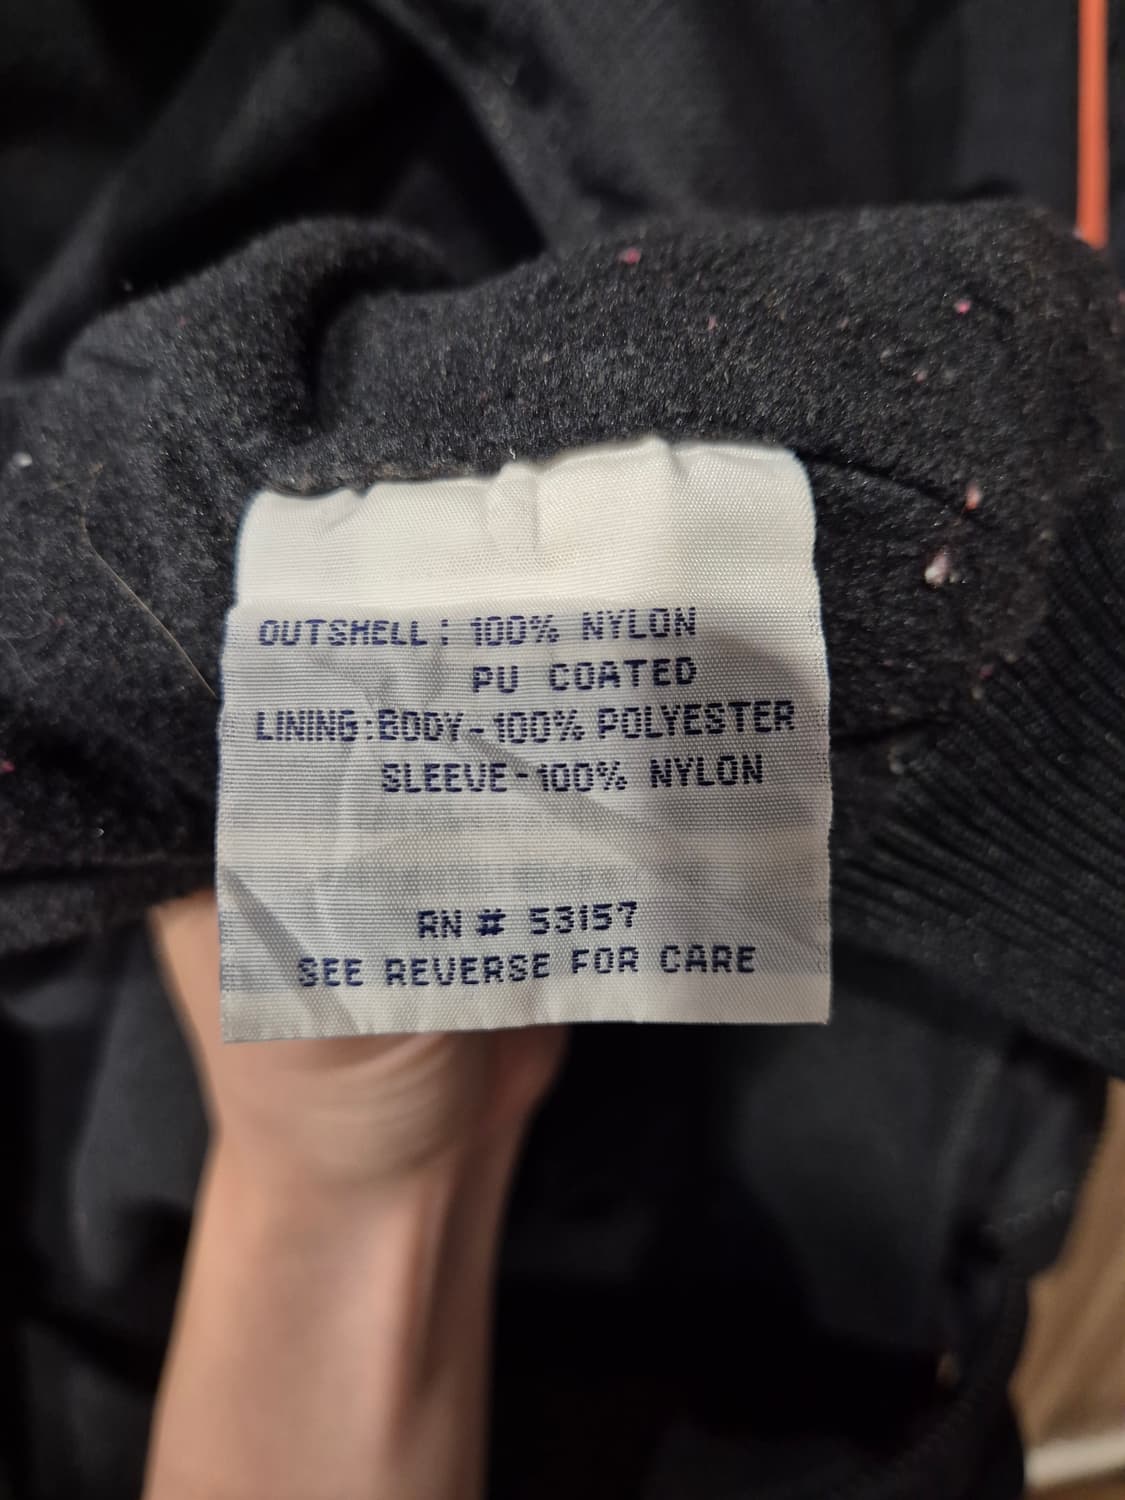 OUTSHELL: 100% NYLON
PU COATED
LINING:BODY-100% POLYESTER
SLEEVE-100% NYLON
RN # 53157
SEE REVERSE FOR CARE